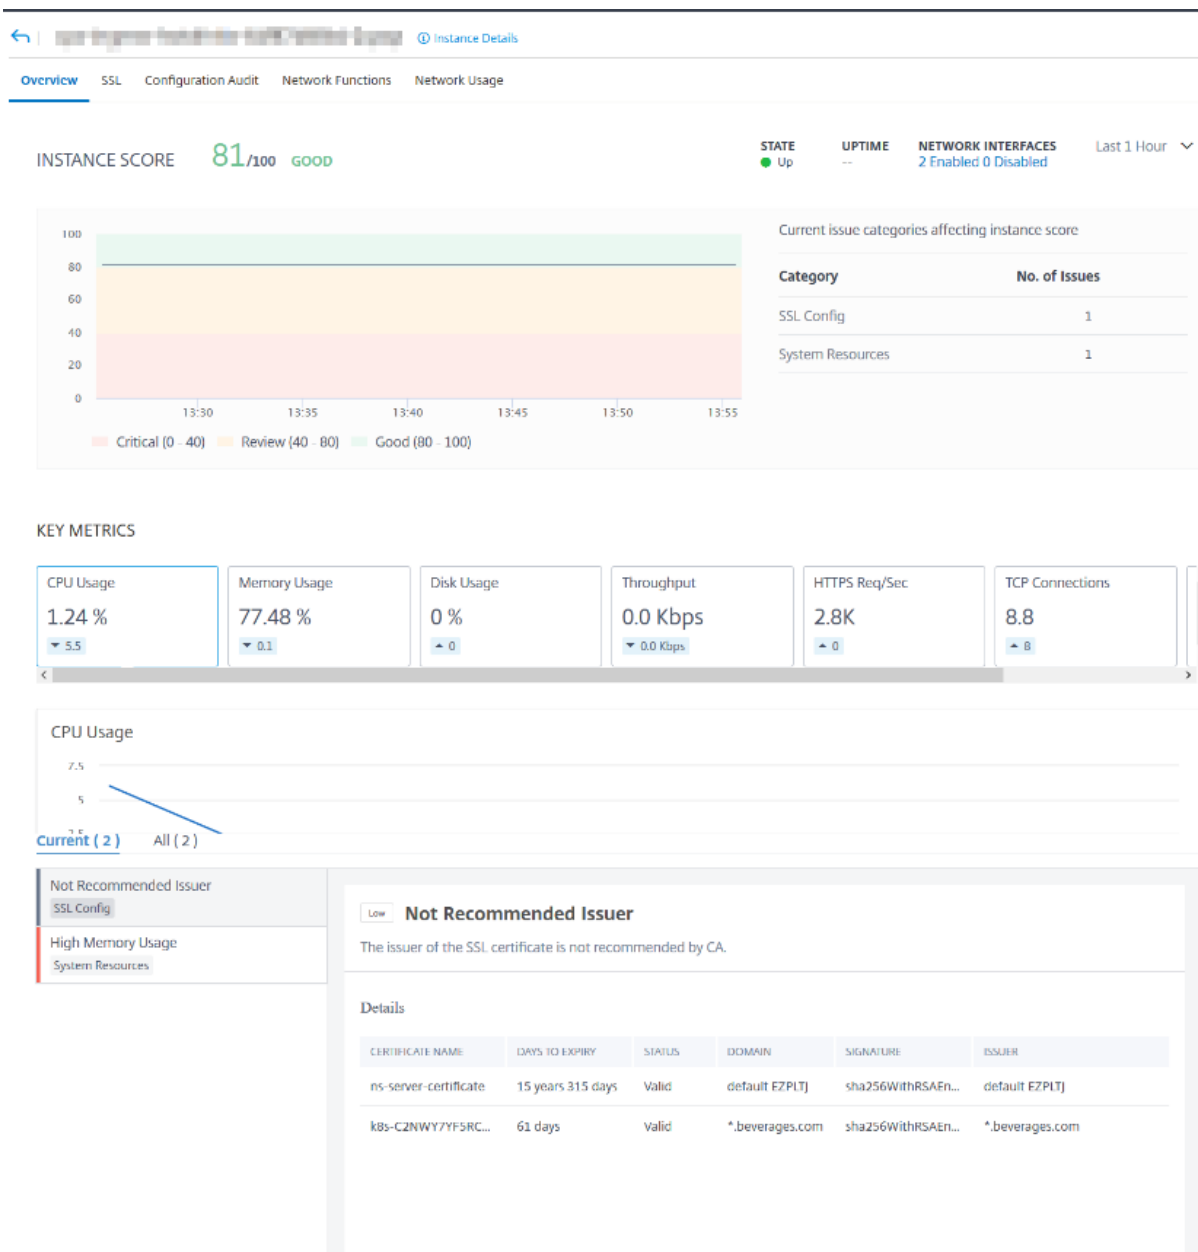 Instance Details
Overview SSL Configuration Audit Network Functions Network Usage
INSTANCE SCORE 81/100 GOOD
STATE UPTIME NETWORK INTERFACES Last 1 Hour
Up -- 2 Enabled 0 Disabled
100
80
60
40
20
0
13:30 13:35 13:40 13:45 13:50 13:55
Critical (0 - 40) Review (40 - 80) Good (80 - 100)
Current issue categories affecting instance score
Category No. of Issues
SSL Config 1
System Resources 1
KEY METRICS
CPU Usage
1.24 %
5.5
Memory Usage
77.48 %
0.1
Disk Usage
0 %
0
Throughput
0.0 Kbps
0.0 Kbps
HTTPS Req/Sec
2.8K
0
TCP Connections
8.8
8
CPU Usage
7.5
5
Current ( 2 ) All ( 2 )
Not Recommended Issuer
SSL Config
High Memory Usage
System Resources
Low Not Recommended Issuer
The issuer of the SSL certificate is not recommended by CA.
Details
CERTIFICATE NAME DAYS TO EXPIRY STATUS DOMAIN SIGNATURE ISSUER
ns-server-certificate 15 years 315 days Valid default EZPLTJ sha256WithRSAEn... default EZPLTJ
k8s-C2NWY7YF5RC... 61 days Valid *.beverages.com sha256WithRSAEn... *.beverages.com